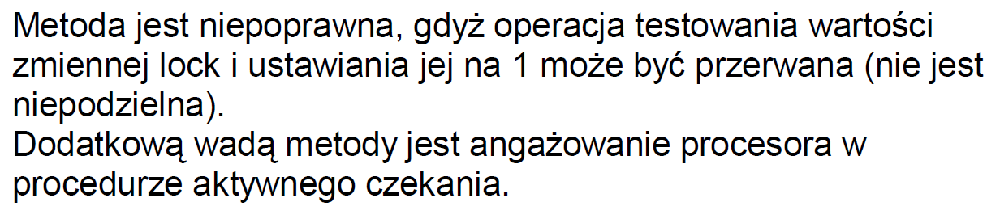 Metoda jest niepoprawna, gdyż operacja testowania wartości
zmiennej lock i ustawiania jej na 1 może być przerwana (nie jest
niepodzielna).
Dodatkową wadą metody jest angażowanie procesora w
procedurze aktywnego czekania.